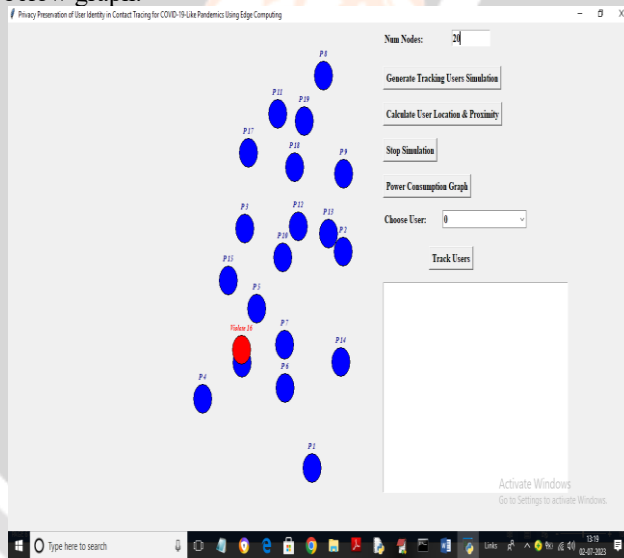 Privacy Preservation of User Identity in Contact Tracing for COVID-19-Like Pandemics Using Edge Computing
Num Nodes: 20
Generate Tracking Users Simulation
Calculate User Location & Proximity
Stop Simulation
Power Consumption Graph
Choose User: 0
Track Users
P8
P11
P19
P17
P18
P9
P3
P12
P13
P2
P10
P15
P5
P7
P14
P6
P4
P1
Activate Windows
Go to Settings to activate Windows.
Type here to search
Links
13:19
02-07-2023